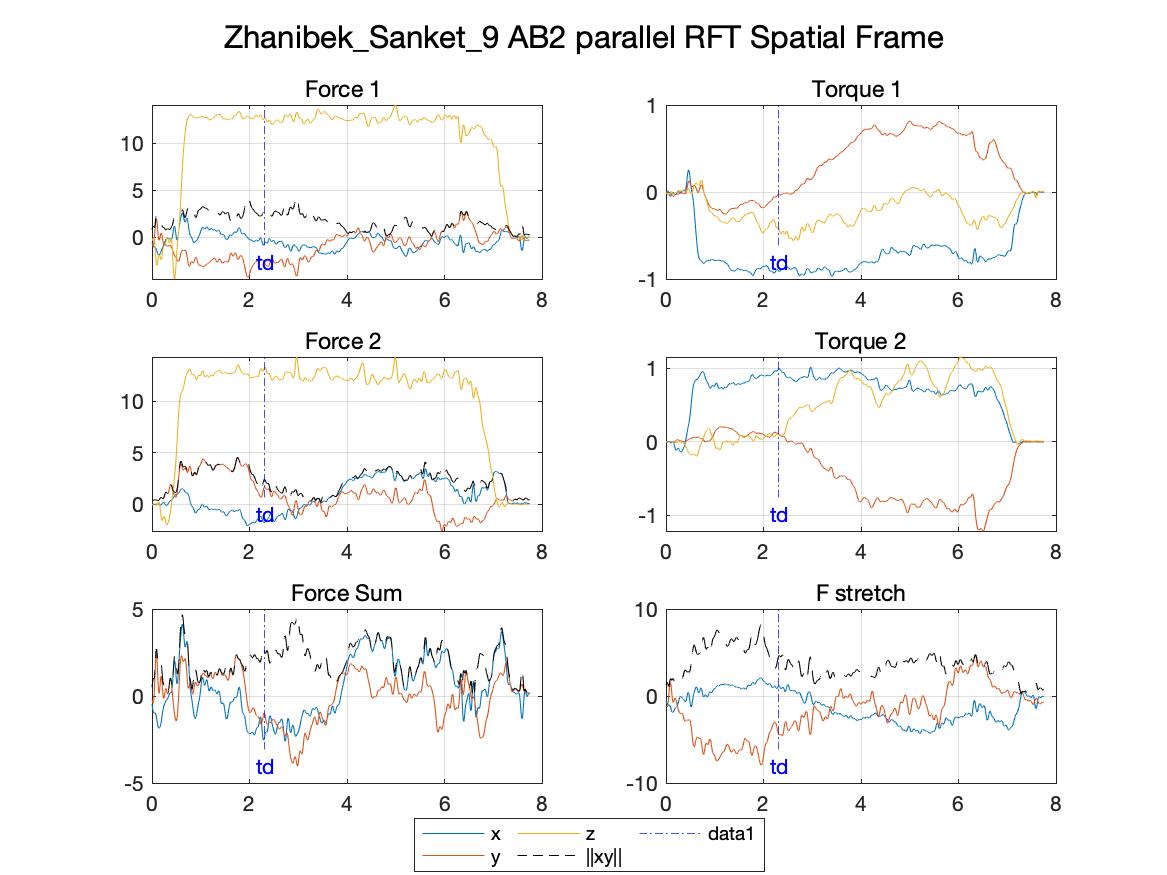 Zhanibek_Sanket_9 AB2 parallel RFT Spatial Frame
Force 1
10
5
0
td
0 2 4 6 8
Torque 1
1
0
-1
td
0 2 4 6 8
Force 2
10
5
0
td
0 2 4 6 8
Torque 2
1
0
-1
td
0 2 4 6 8
Force Sum
5
0
-5
td
0 2 4 6 8
F stretch
10
0
-10
td
0 2 4 6 8
x z data1
y ||xy||